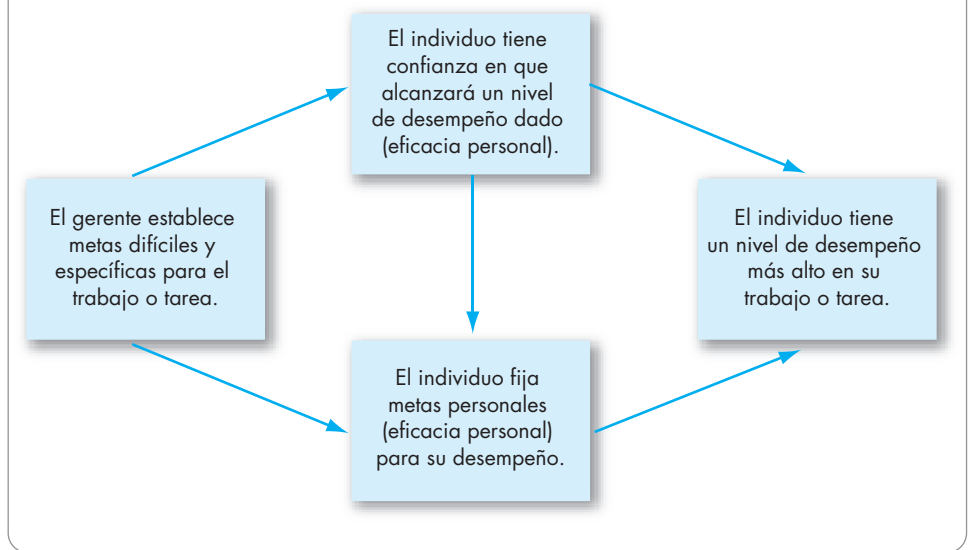 El individuo tiene
confianza en que
alcanzará un nivel
de desempeño dado
(eficacia personal).
El gerente establece
metas difíciles y
específicas para el
trabajo o tarea.
El individuo tiene
un nivel de desempeño
más alto en su
trabajo o tarea.
El individuo fija
metas personales
(eficacia personal)
para su desempeño.